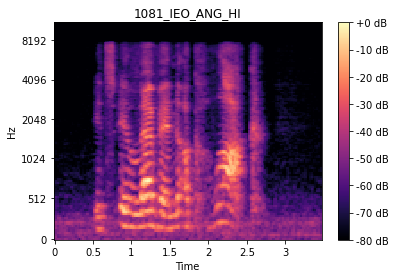 1081_IEO_ANG_HI
+0 dB
8192
-10 dB
4096
-20 dB
-30 dB
2048
Hz
-40 dB
1024
-50 dB
512
-60 dB
-70 dB
0
-80 dB
0 0.5 1 1.5 2 2.5 3
Time